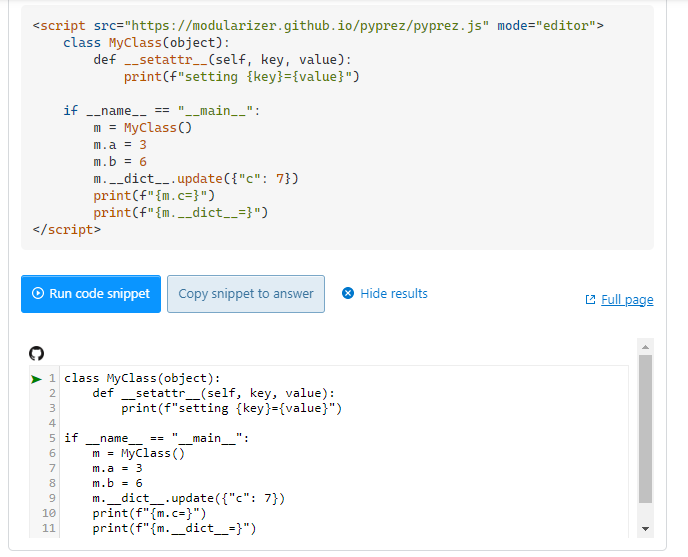 <script src="https://modularizer.github.io/pyprez/pyprez.js" mode="editor">
    class MyClass(object):
        def __setattr__(self, key, value):
            print(f"setting {key}={value}")

    if __name__ == "__main__":
        m = MyClass()
        m.a = 3
        m.b = 6
        m.__dict__.update({"c": 7})
        print(f"{m.c=}")
        print(f"{m.__dict__=}")
</script>
Run code snippet Copy snippet to answer Hide results Full page
1 class MyClass(object):
2     def __setattr__(self, key, value):
3         print(f"setting {key}={value}")
4
5 if __name__ == "__main__":
6     m = MyClass()
7     m.a = 3
8     m.b = 6
9     m.__dict__.update({"c": 7})
10     print(f"{m.c=}")
11     print(f"{m.__dict__=}")